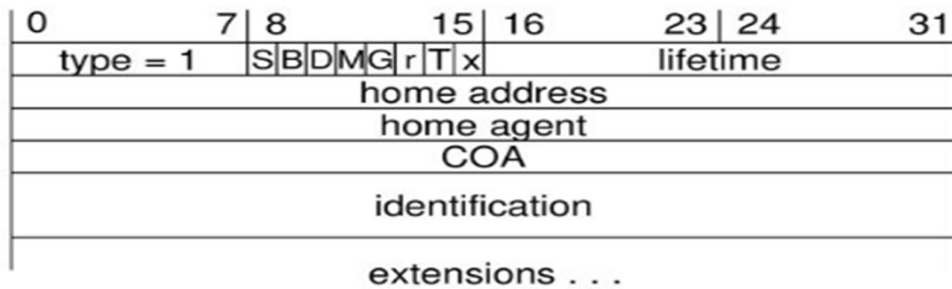 0 7 8 15 16 23 24 31
type = 1 S B D M G r T x lifetime
home address
home agent
COA
identification
extensions . . .